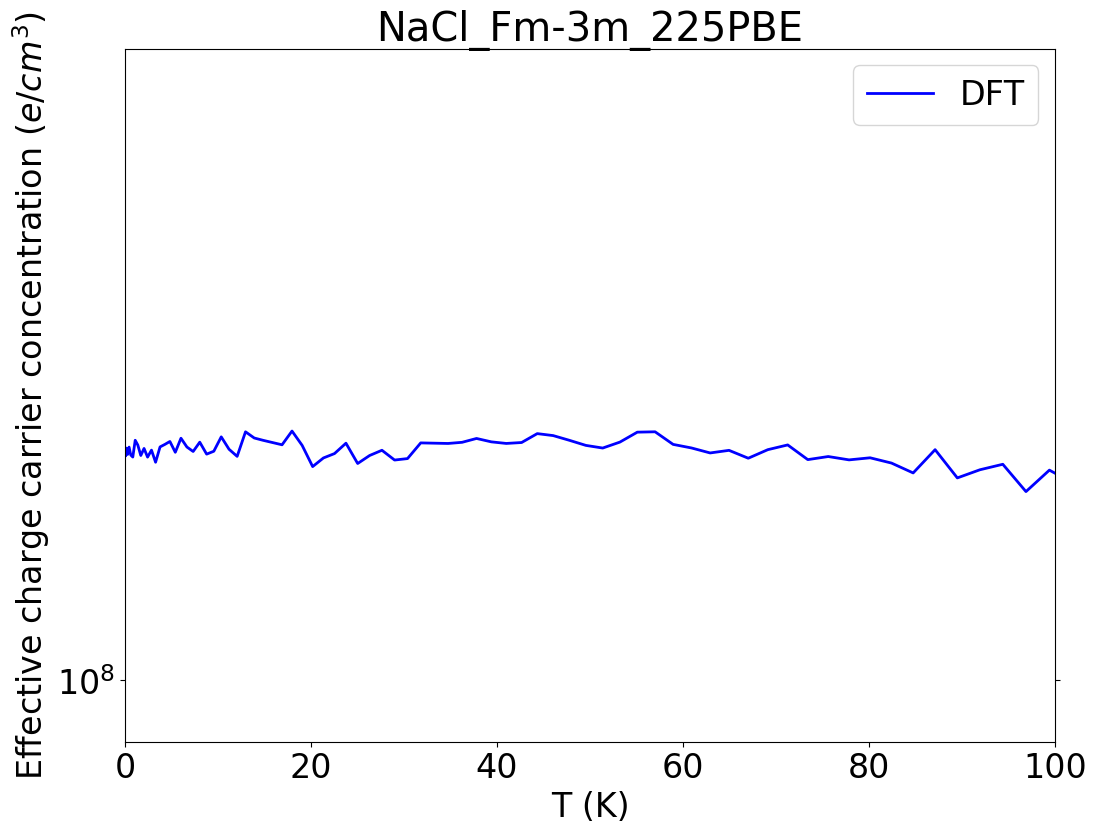 NaCl_Fm-3m_225PBE
DFT
Effective charge carrier concentration (e/cm³)
10⁸
0 20 40 60 80 100
T (K)